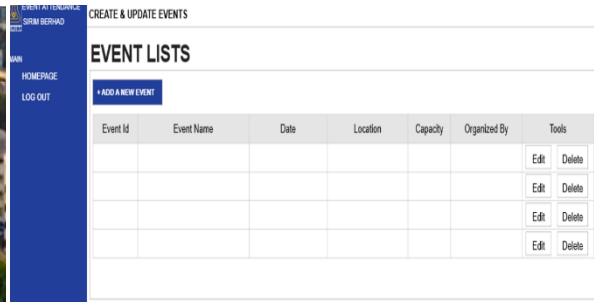 EVENT ATTENDANCE
SIRIM BERHAD
MAIN
HOMEPAGE
LOG OUT
CREATE & UPDATE EVENTS
EVENT LISTS
+ ADD A NEW EVENT
Event Id Event Name Date Location Capacity Organized By Tools
Edit Delete
Edit Delete
Edit Delete
Edit Delete